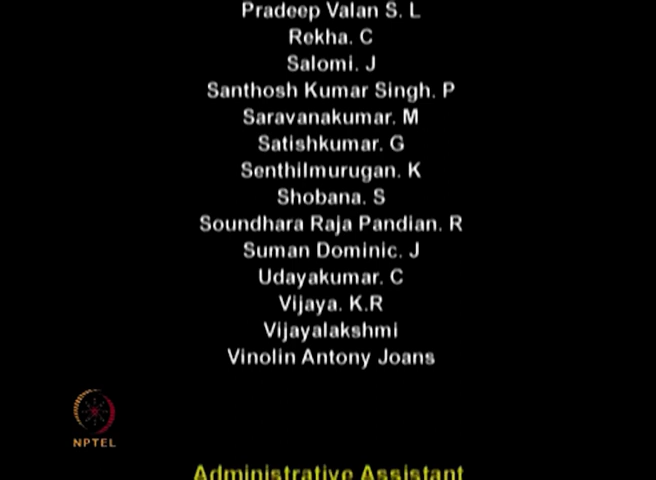 Pradeep Valan S. L
Rekha. C
Salomi. J
Santhosh Kumar Singh. P
Saravanakumar. M
Satishkumar. G
Senthilmurugan. K
Shobana. S
Soundhara Raja Pandian. R
Suman Dominic. J
Udayakumar. C
Vijaya. K.R
Vijayalakshmi
Vinolin Antony Joans
NPTEL
Administrative Assistant